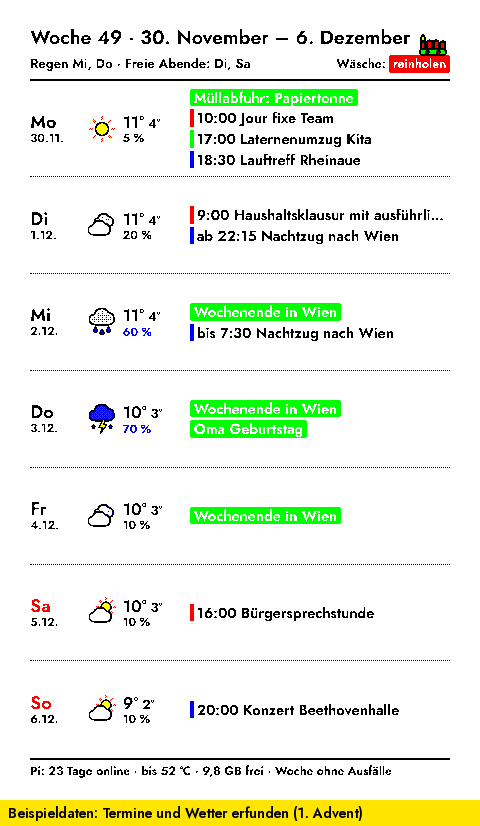 Woche 49 · 30. November – 6. Dezember
Regen Mi, Do · Freie Abende: Di, Sa
Wäsche: reinholen
Mo
30.11.
11° 4°
5 %
Müllabfuhr: Papiertonne
10:00 Jour fixe Team
17:00 Laternenumzug Kita
18:30 Lauftreff Rheinaue
Di
1.12.
11° 4°
20 %
9:00 Haushaltsklausur mit ausführli...
ab 22:15 Nachtzug nach Wien
Mi
2.12.
11° 4°
60 %
Wochenende in Wien
bis 7:30 Nachtzug nach Wien
Do
3.12.
10° 3°
70 %
Wochenende in Wien
Oma Geburtstag
Fr
4.12.
10° 3°
10 %
Wochenende in Wien
Sa
5.12.
10° 3°
10 %
16:00 Bürgersprechstunde
So
6.12.
9° 2°
10 %
20:00 Konzert Beethovenhalle
Pi: 23 Tage online · bis 52 °C · 9,8 GB frei · Woche ohne Ausfälle
Beispieldaten: Termine und Wetter erfunden (1. Advent)